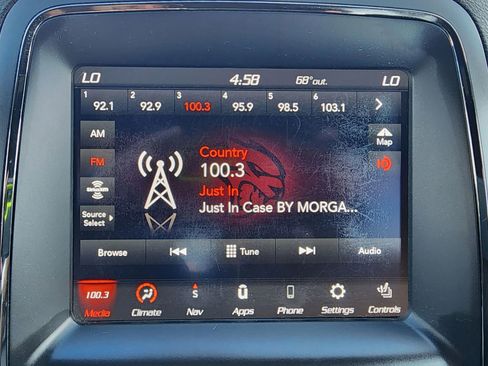 LO 4:58 68°out. LO
1 92.1 2 92.9 3 100.3 4 95.9 5 98.5 6 103.1
AM
FM
SiriusXM
Source
Select
Country
100.3
Just In,
Just In Case BY MORGA...
Map
Browse Tune Audio
100.3 S U
Media Climate Nav Apps Phone Settings Controls